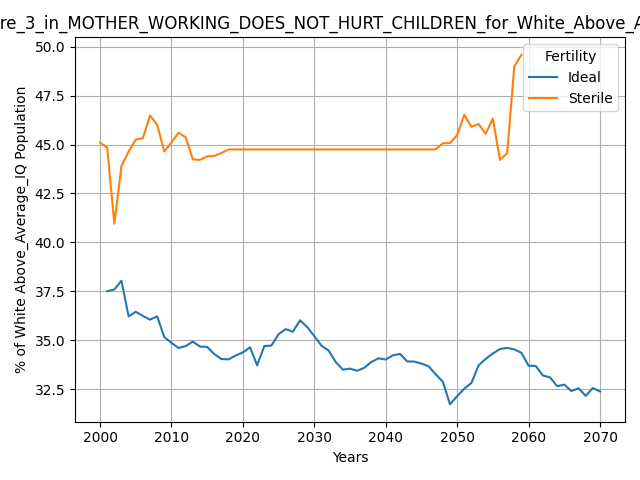 re_3_in_MOTHER_WORKING_DOES_NOT_HURT_CHILDREN_for_White_Above_A
50.0
47.5
45.0
42.5
40.0
37.5
35.0
32.5
% of White Above_Average_IQ Population
Fertility
Ideal
Sterile
2000 2010 2020 2030 2040 2050 2060 2070
Years